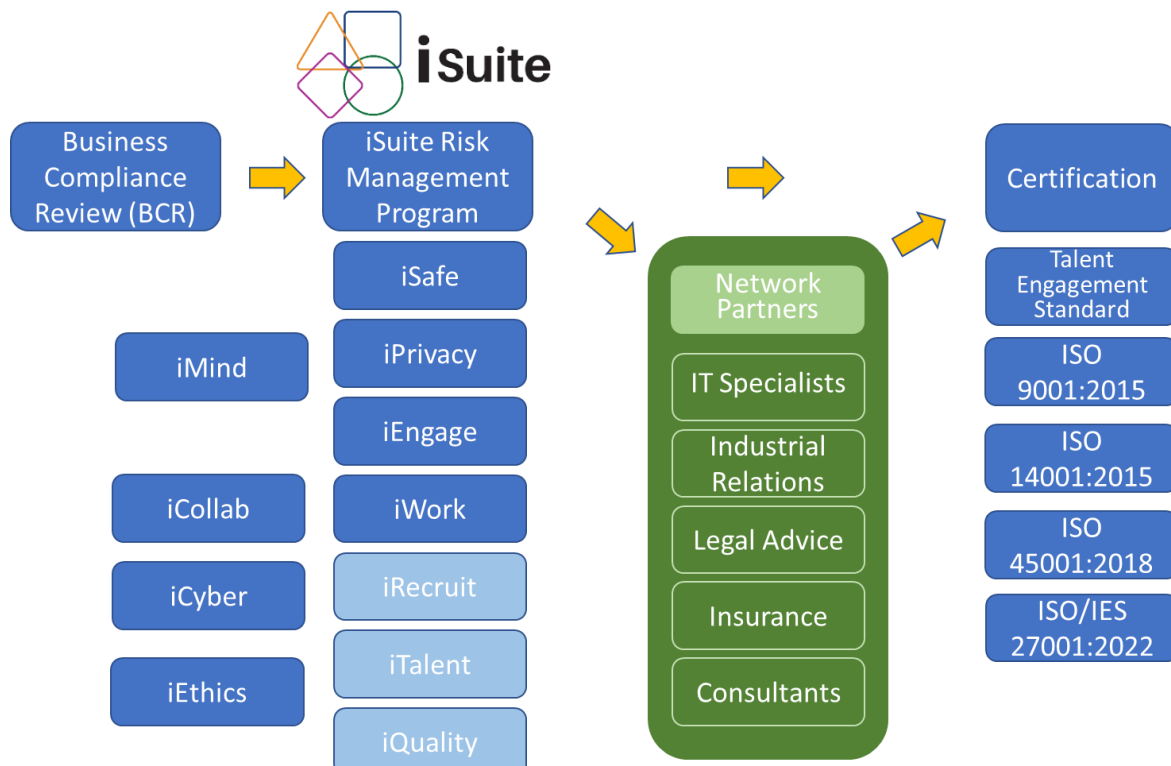 i Suite
Business
Compliance
Review (BCR)
iSuite Risk
Management
Program
Certification
iSafe
iPrivacy
iEngage
iWork
iRecruit
iTalent
iQuality
iMind
iCollab
iCyber
iEthics
Network
Partners
IT Specialists
Industrial
Relations
Legal Advice
Insurance
Consultants
Talent
Engagement
Standard
ISO
9001:2015
ISO
14001:2015
ISO
45001:2018
ISO/IES
27001:2022